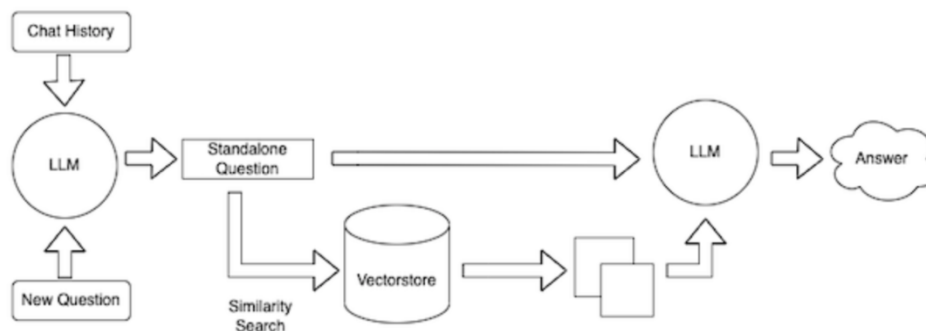 Chat History
LLM
New Question
Standalone
Question
Similarity
Search
Vectorstore
LLM
Answer